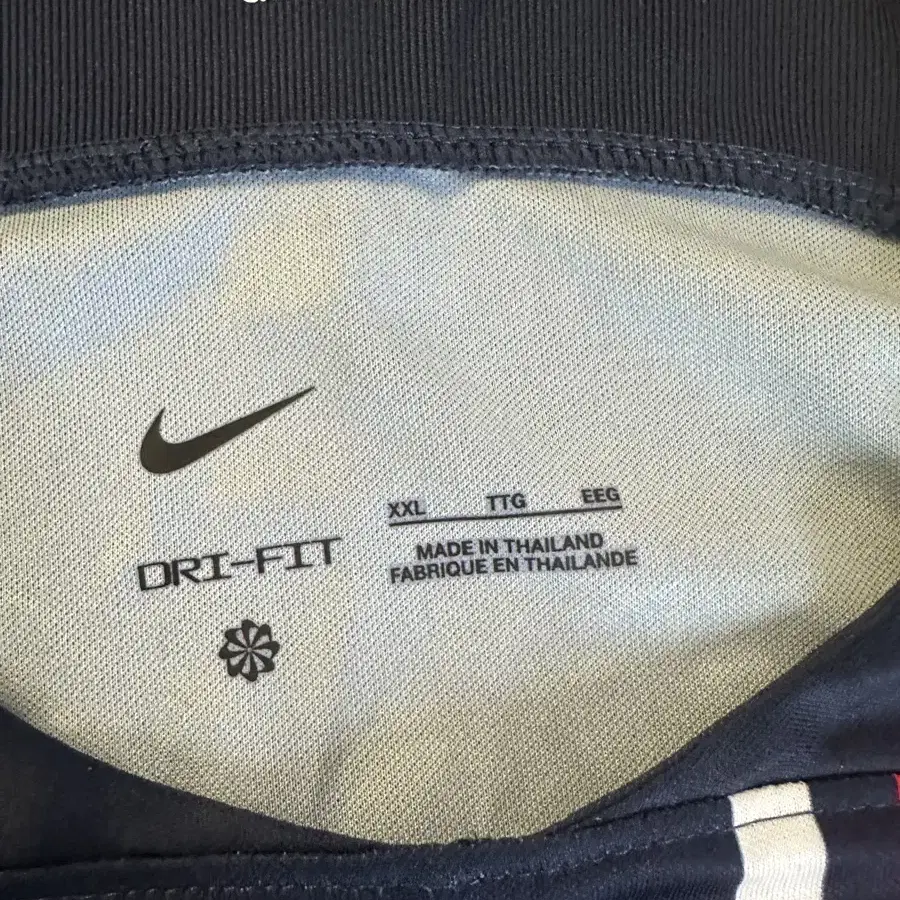 XXL TTG EEG
MADE IN THAILAND
FABRIQUE EN THAILANDE
DRI-FIT